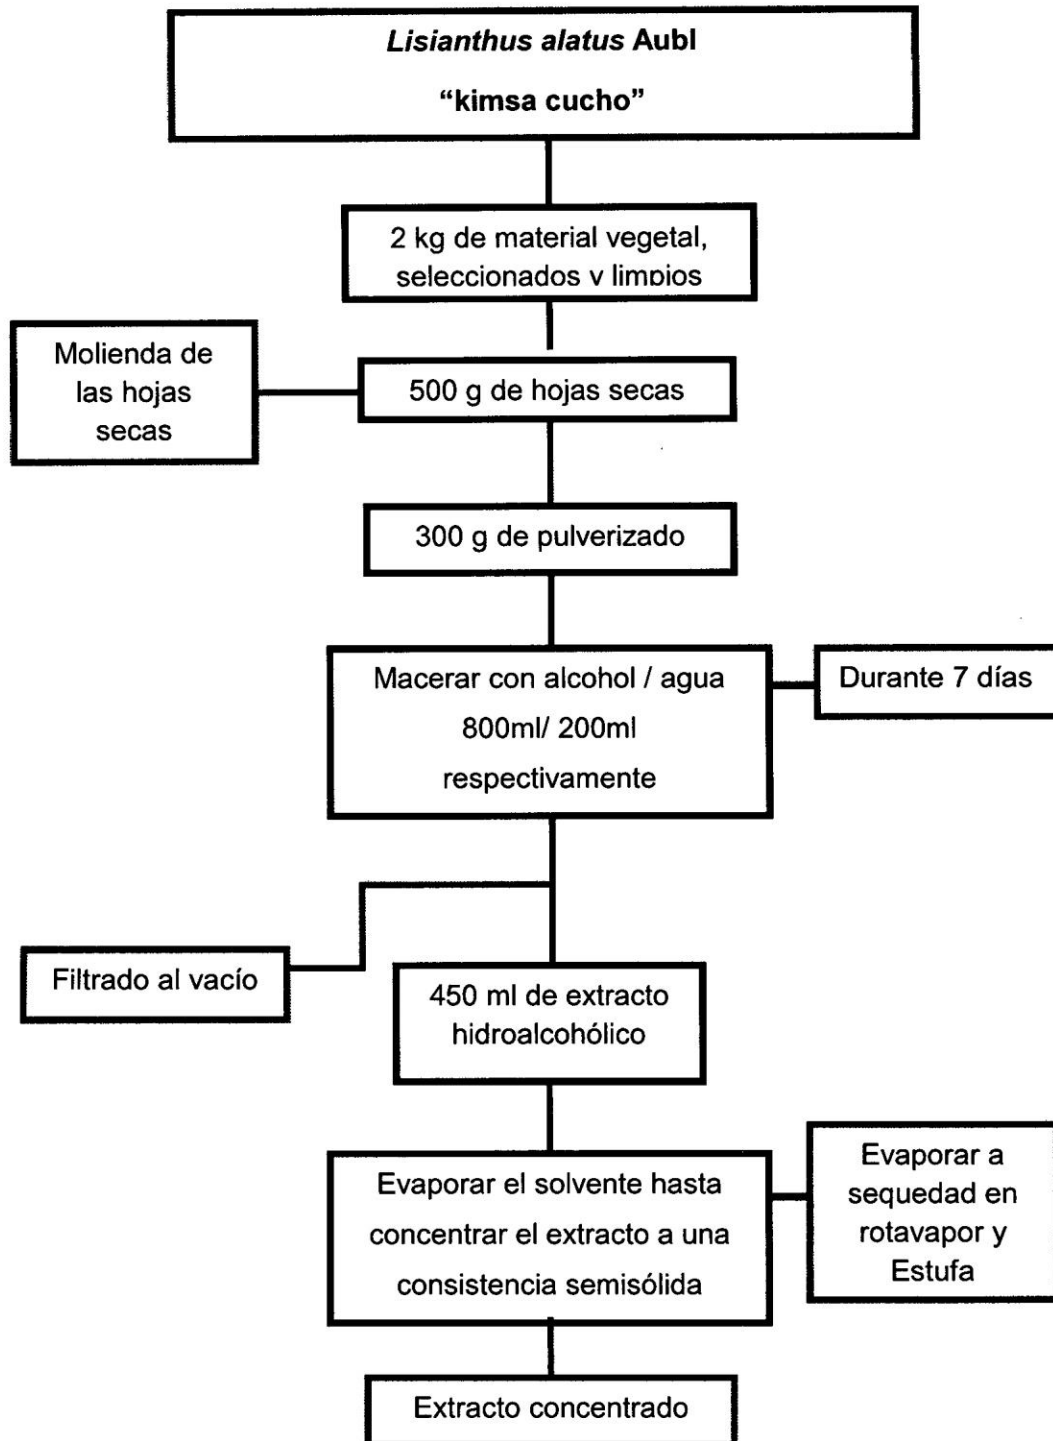 Lisianthus alatus Aubl
“kimsa cucho”
2 kg de material vegetal,
seleccionados y limpios
Molienda de
las hojas
secas
500 g de hojas secas
300 g de pulverizado
Macerar con alcohol / agua
800ml/ 200ml
respectivamente
Durante 7 días
Filtrado al vacío
450 ml de extracto
hidroalcohólico
Evaporar el solvente hasta
concentrar el extracto a una
consistencia semisólida
Evaporar a
sequedad en
rotavapor y
Estufa
Extracto concentrado